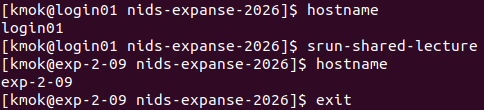 [kmok@login01 nids-expanse-2026]$ hostname
login01
[kmok@login01 nids-expanse-2026]$ srun-shared-lecture
[kmok@exp-2-09 nids-expanse-2026]$ hostname
exp-2-09
[kmok@exp-2-09 nids-expanse-2026]$ exit